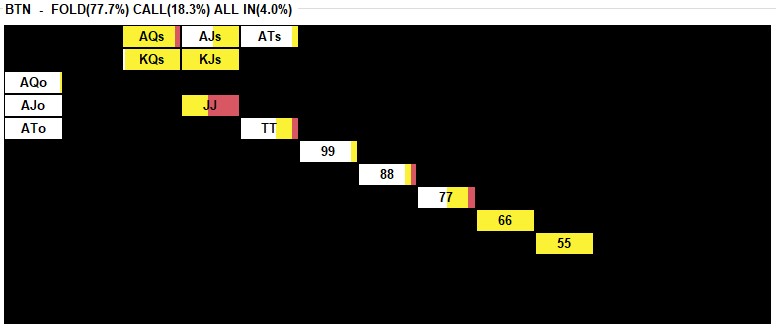 BTN - FOLD(77.7%) CALL(18.3%) ALL IN(4.0%)
AQs AJs ATs
KQs KJs
AQo
AJo JJ
ATo TT
99
88
77
66
55